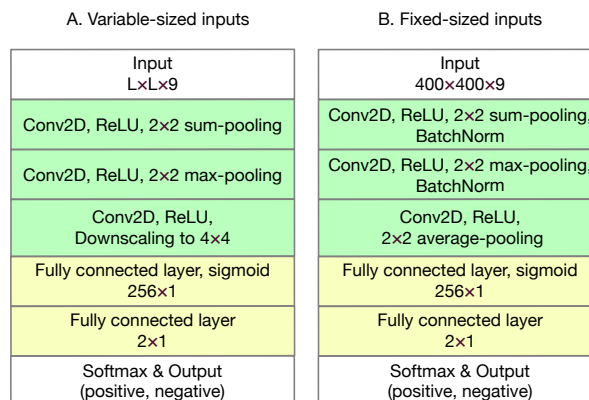 A. Variable-sized inputs
Input
L×L×9
Conv2D, ReLU, 2×2 sum-pooling
Conv2D, ReLU, 2×2 max-pooling
Conv2D, ReLU,
Downscaling to 4×4
Fully connected layer, sigmoid
256×1
Fully connected layer
2×1
Softmax & Output
(positive, negative)
B. Fixed-sized inputs
Input
400×400×9
Conv2D, ReLU, 2×2 sum-pooling,
BatchNorm
Conv2D, ReLU, 2×2 max-pooling,
BatchNorm
Conv2D, ReLU,
2×2 average-pooling
Fully connected layer, sigmoid
256×1
Fully connected layer
2×1
Softmax & Output
(positive, negative)